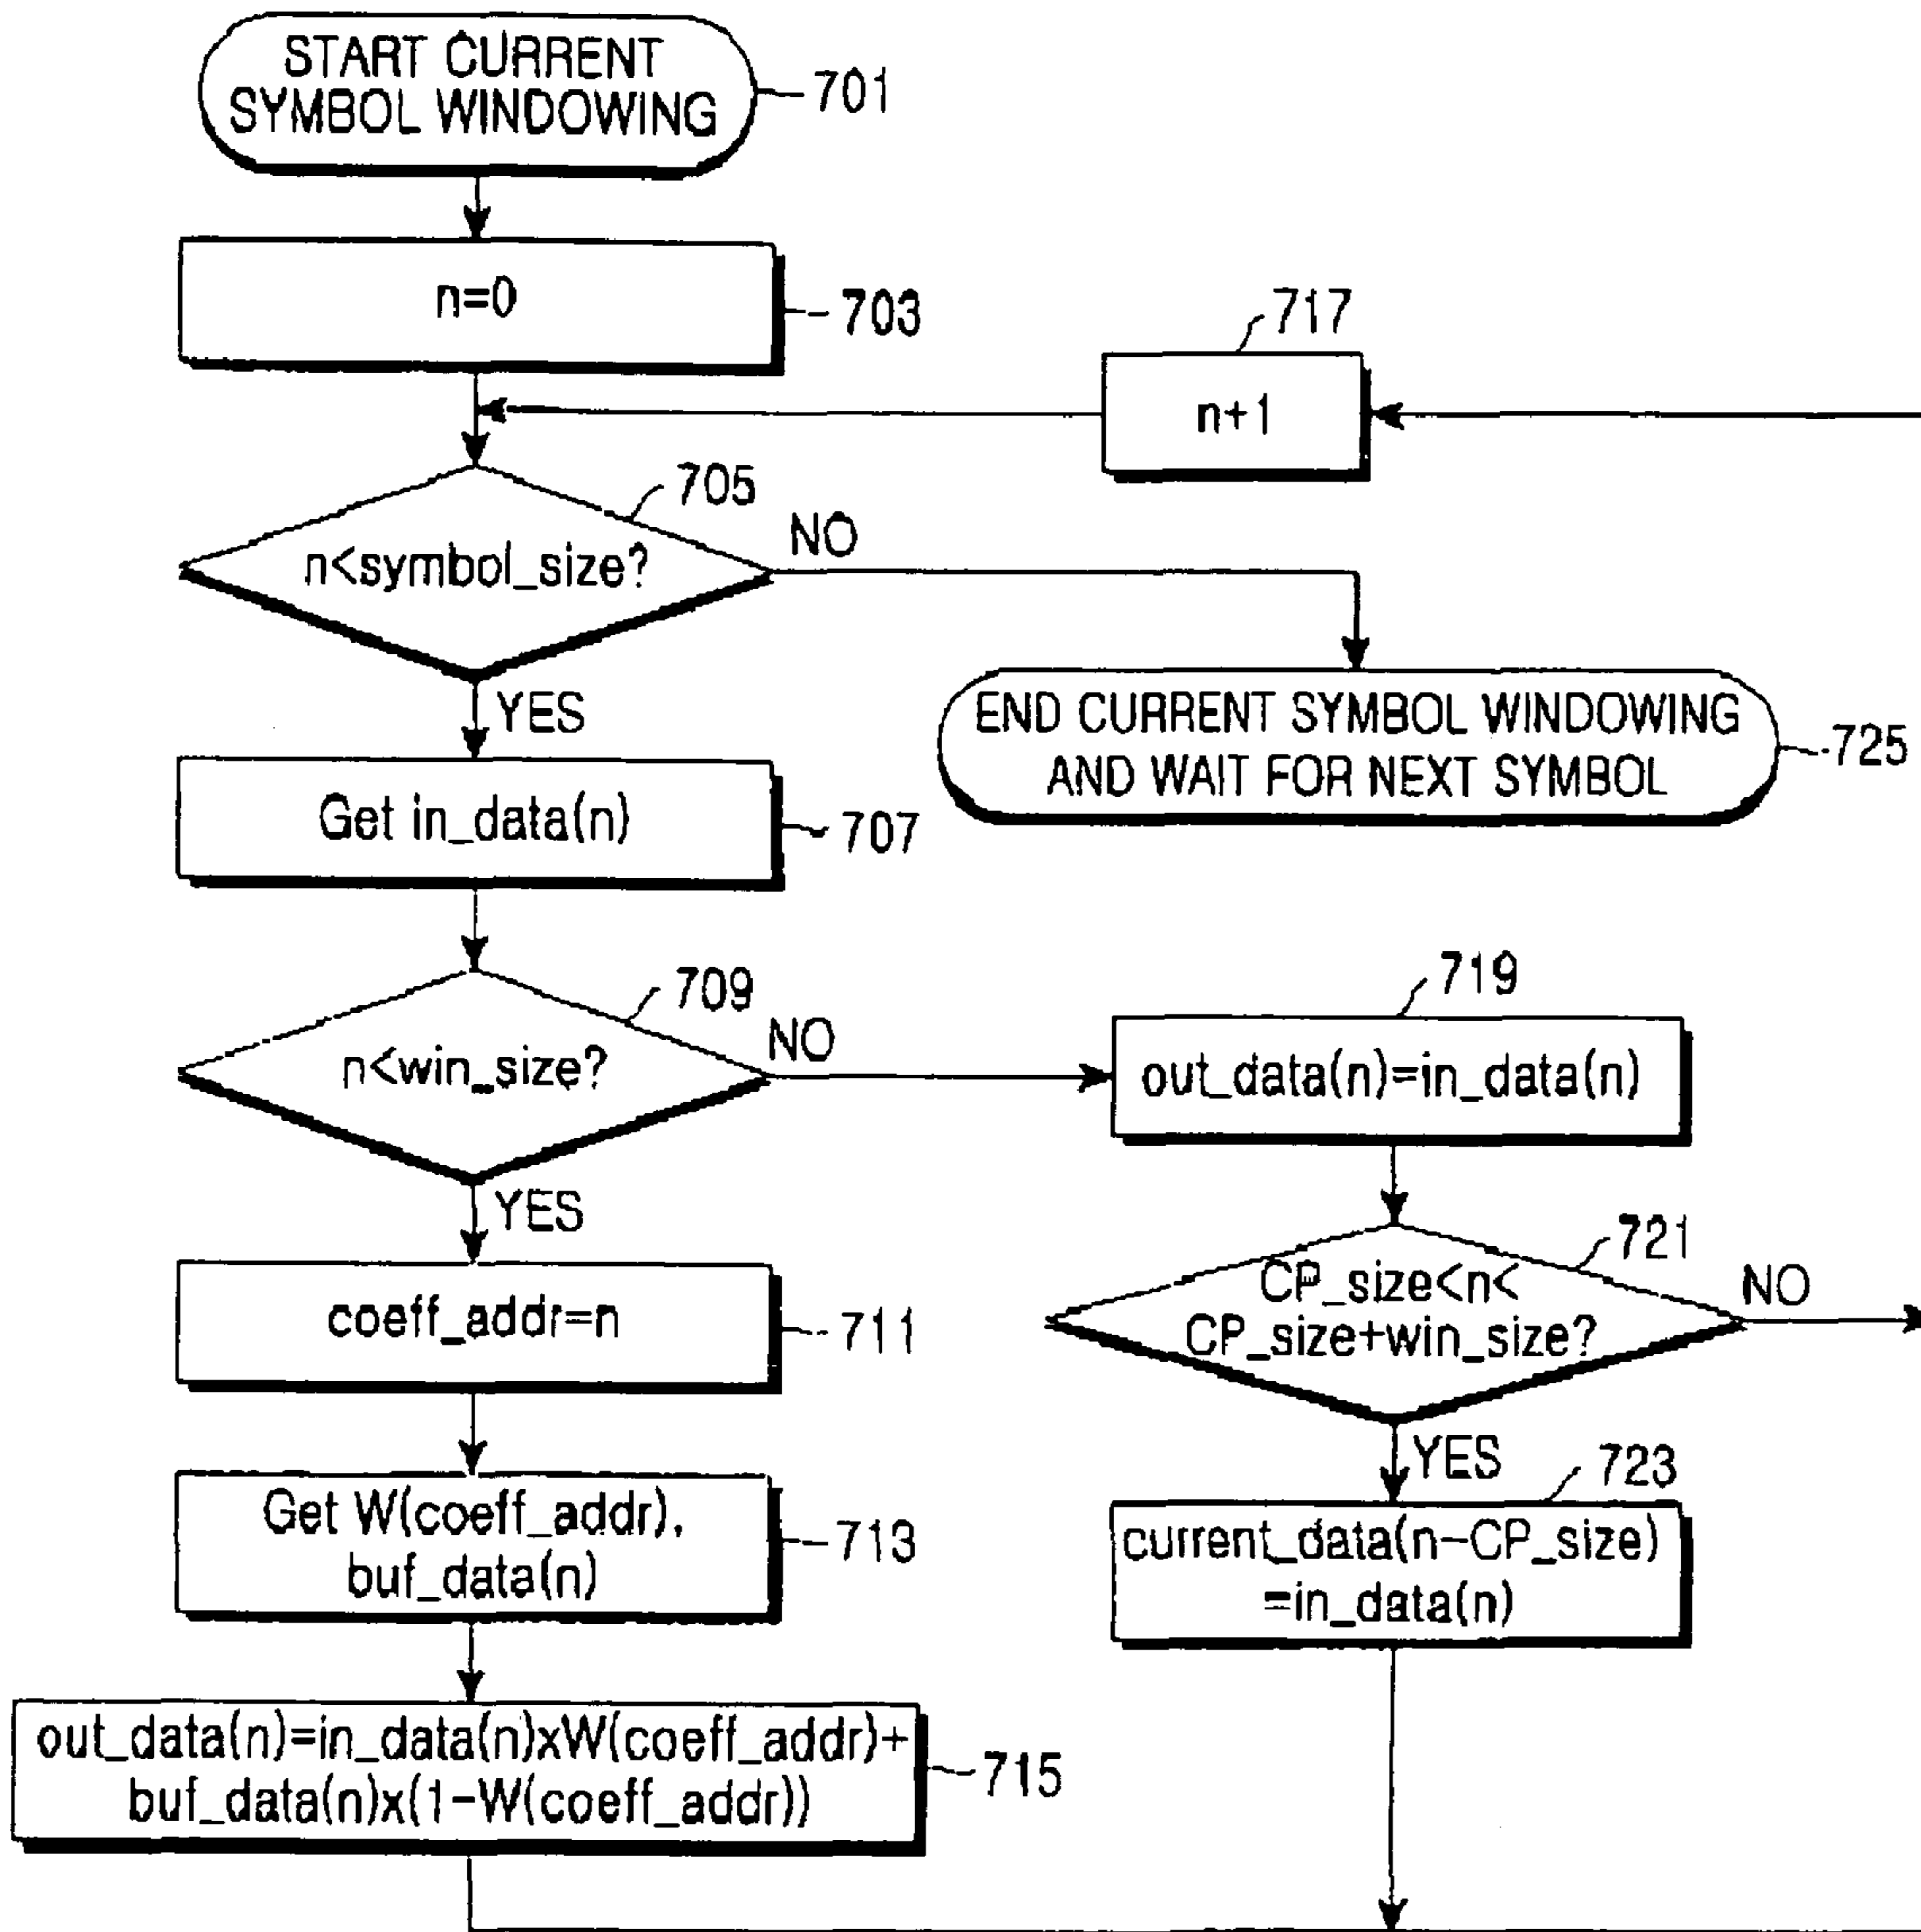 START CURRENT
SYMBOL WINDOWING
701
n=0
703
717
n+1
705
n<symbol_size?
NO
YES
END CURRENT SYMBOL WINDOWING
AND WAIT FOR NEXT SYMBOL
725
Get in_data(n)
707
709
n<win_size?
NO
YES
719
out_data(n)=in_data(n)
721
CP_size<n<
CP_size+win_size?
NO
YES
coeff_addr=n
711
723
current_data(n-CP_size)
=in_data(n)
Get W(coeff_addr),
buf_data(n)
713
out_data(n)=in_data(n)xW(coeff_addr)+
buf_data(n)x(1-W(coeff_addr))
715